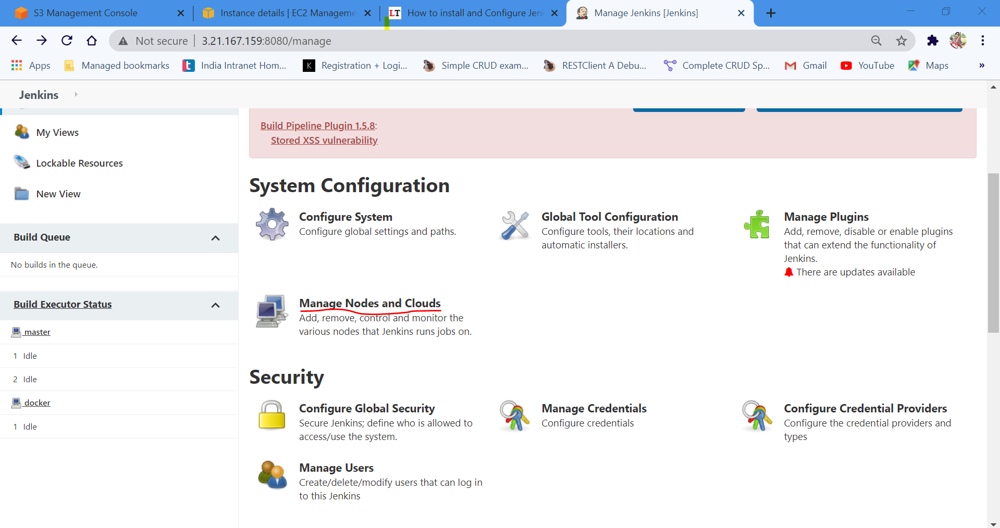 S3 Management Console
Instance details | EC2 Manageme
LT How to install and Configure Jen
Manage Jenkins [Jenkins]
Not secure 3.21.167.159:8080/manage
Apps
Managed bookmarks
t India Intranet Hom...
K Registration + Logi...
Simple CRUD exam...
RESTClient A Debu...
Complete CRUD Sp...
Gmail
YouTube
Maps
»
Jenkins
My Views
Lockable Resources
New View
Build Queue
No builds in the queue.
Build Executor Status
master
1 Idle
2 Idle
docker
1 Idle
Build Pipeline Plugin 1.5.8:
Stored XSS vulnerability
System Configuration
Configure System
Configure global settings and paths.
Global Tool Configuration
Configure tools, their locations and
automatic installers.
Manage Plugins
Add, remove, disable or enable plugins
that can extend the functionality of
Jenkins.
There are updates available
Manage Nodes and Clouds
Add, remove, control and monitor the
various nodes that Jenkins runs jobs on.
Security
Configure Global Security
Secure Jenkins; define who is allowed to
access/use the system.
Manage Credentials
Configure credentials
Configure Credential Providers
Configure the credential providers and
types
Manage Users
Create/delete/modify users that can log in
to this Jenkins